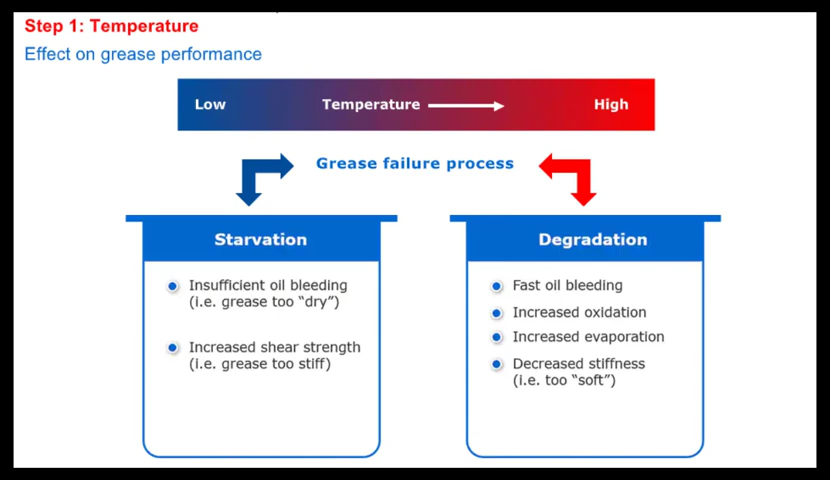 Step 1: Temperature
Effect on grease performance
Low Temperature High
Grease failure process
Starvation
Insufficient oil bleeding
(i.e. grease too “dry”)
Increased shear strength
(i.e. grease too stiff)
Degradation
Fast oil bleeding
Increased oxidation
Increased evaporation
Decreased stiffness
(i.e. too “soft”)